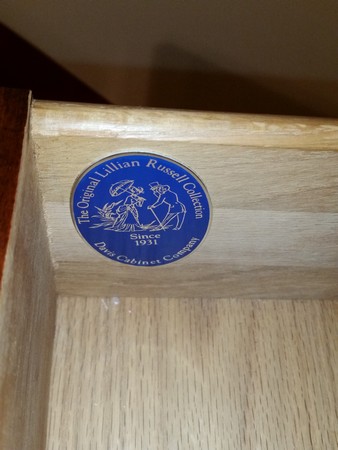 The Original Lillian Russell Collection
Since
1931
Davis Cabinet Company